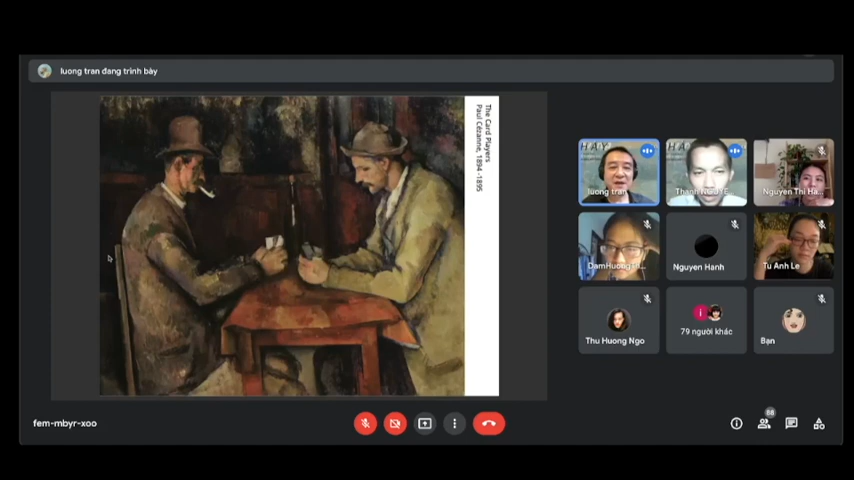 luong tran đang trình bày
The Card Players
Paul Cézanne, 1894 -1895
luong tran
Thanh NGUYE...
Nguyen Thi Ha...
DamHuong
Nguyen Hanh
Tu Anh Le
Thu Huong Ngo
79 người khác
Bạn
fem-mbyr-xoo
88